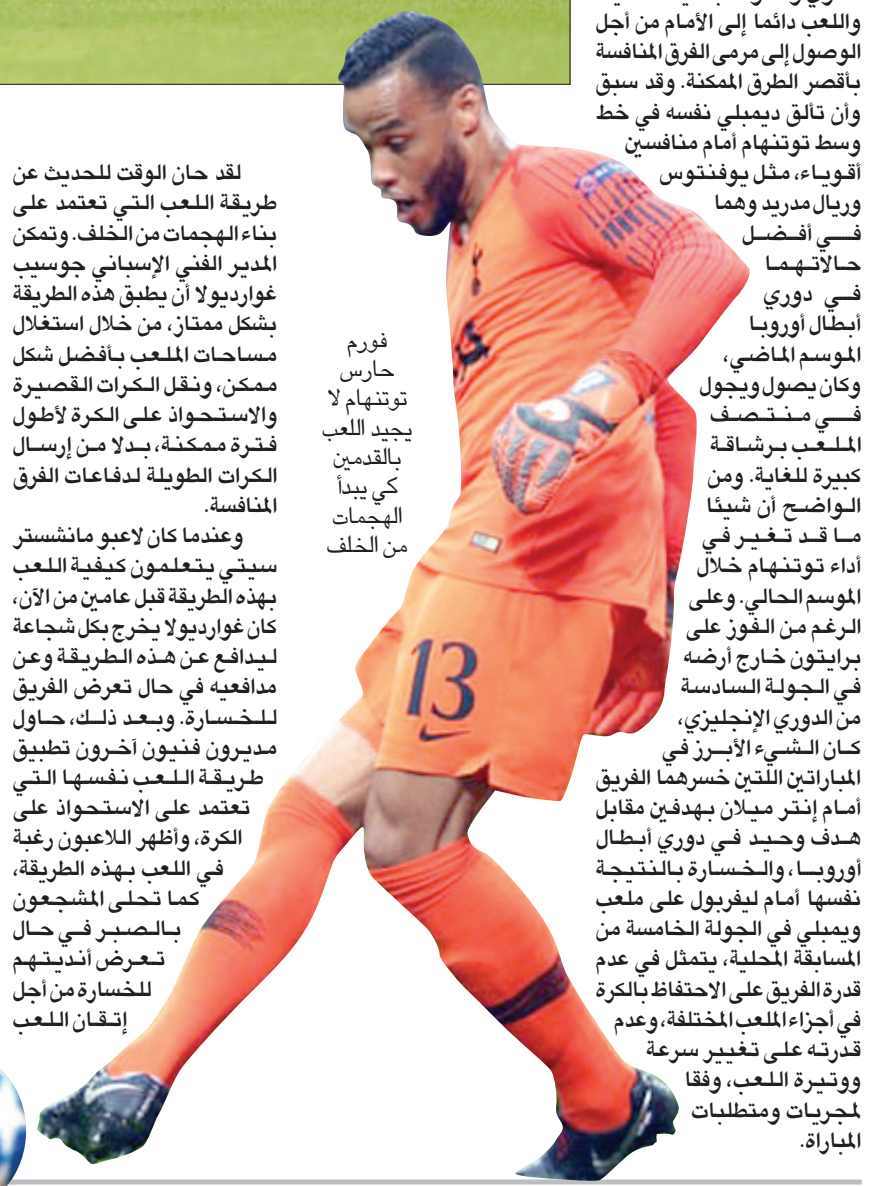 واللعب دائما إلى الأمام من أجل
الوصول إلى مرمى الفرق المنافسة
بأقصر الطرق الممكنة. وقد سبق
وأن تألق ديمبلي نفسه في خط
وسط توتنهام أمام منافسين
أقوياء، مثل يوفنتوس
وريال مدريد وهما
في أفضل
حالاتهما
في دوري
أبطال أوروبا
الموسم الماضي،
وكان يصول ويجول
في منتصف
الملعب برشاقة
كبيرة للغاية. ومن
الواضح أن شيئا
ما قد تغير في
أداء توتنهام خلال
الموسم الحالي. وعلى
الرغم من الفوز على
برايتون خارج أرضه
في الجولة السادسة
من الدوري الإنجليزي،
كان الشيء الأبرز في
المباراتين اللتين خسرهما الفريق
أمام إنتر ميلان بهدفين مقابل
هدف وحيد في دوري أبطال
أوروبا، والخسارة بالنتيجة
نفسها أمام ليفربول على ملعب
ويمبلي في الجولة الخامسة من
المسابقة المحلية، يتمثل في عدم
قدرة الفريق على الاحتفاظ بالكرة
في أجزاء الملعب المختلفة، وعدم
قدرته على تغيير سرعة
ووتيرة اللعب، وفقا
لمجريات ومتطلبات
المباراة.
فورم
حارس
توتنهام لا
يجيد اللعب
بالقدمين
كي يبدأ
الهجمات
من الخلف
13
لقد حان الوقت للحديث عن
طريقة اللعب التي تعتمد على
بناء الهجمات من الخلف. وتمكن
المدير الفني الإسباني جوسيب
غوارديولا أن يطبق هذه الطريقة
بشكل ممتاز، من خلال استغلال
مساحات الملعب بأفضل شكل
ممكن، ونقل الكرات القصيرة
والاستحواذ على الكرة لأطول
فترة ممكنة، بدلا من إرسال
الكرات الطويلة لدفاعات الفرق
المنافسة.
وعندما كان لاعبو مانشستر
سيتي يتعلمون كيفية اللعب
بهذه الطريقة قبل عامين من الآن،
كان غوارديولا يخرج بكل شجاعة
ليدافع عن هذه الطريقة وعن
مدافعيه في حال تعرض الفريق
للخسارة. وبعد ذلك، حاول
مديرون فنيون آخرون تطبيق
طريقة اللعب نفسها التي
تعتمد على الاستحواذ على
الكرة، وأظهر اللاعبون رغبة
في اللعب بهذه الطريقة،
كما تحلى المشجعون
بالصبر في حال
تعرض أنديتهم
للخسارة من أجل
إتقان اللعب